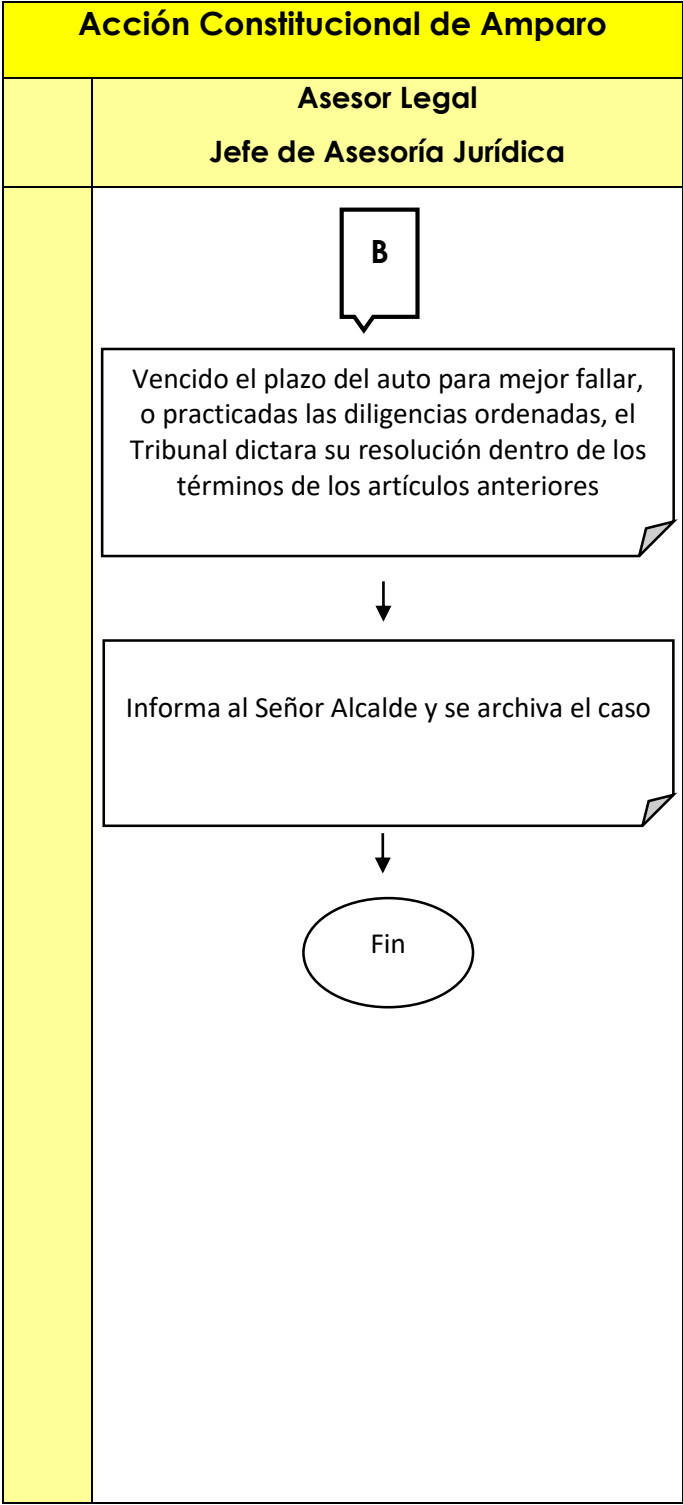 Acción Constitucional de Amparo
Asesor Legal
Jefe de Asesoría Jurídica
B
Vencido el plazo del auto para mejor fallar,
o practicadas las diligencias ordenadas, el
Tribunal dictara su resolución dentro de los
términos de los artículos anteriores
Informa al Señor Alcalde y se archiva el caso
Fin